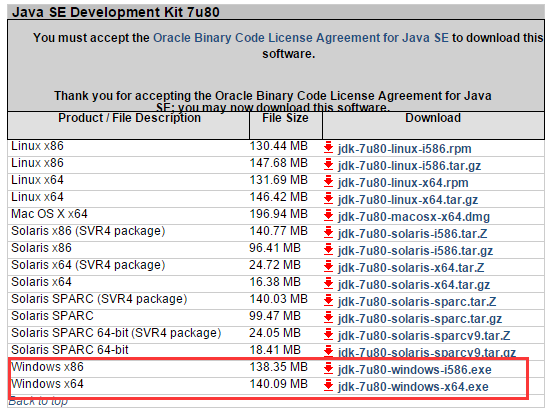 Java SE Development Kit 7u80
You must accept the Oracle Binary Code License Agreement for Java SE to download this
software.
Thank you for accepting the Oracle Binary Code License Agreement for Java
SE; you may now download this software.
Product / File Description File Size Download
Linux x86 130.44 MB jdk-7u80-linux-i586.rpm
Linux x86 147.68 MB jdk-7u80-linux-i586.tar.gz
Linux x64 131.69 MB jdk-7u80-linux-x64.rpm
Linux x64 146.42 MB jdk-7u80-linux-x64.tar.gz
Mac OS X x64 196.94 MB jdk-7u80-macosx-x64.dmg
Solaris x86 (SVR4 package) 140.77 MB jdk-7u80-solaris-i586.tar.Z
Solaris x86 96.41 MB jdk-7u80-solaris-i586.tar.gz
Solaris x64 (SVR4 package) 24.72 MB jdk-7u80-solaris-x64.tar.Z
Solaris x64 16.38 MB jdk-7u80-solaris-x64.tar.gz
Solaris SPARC (SVR4 package) 140.03 MB jdk-7u80-solaris-sparc.tar.Z
Solaris SPARC 99.47 MB jdk-7u80-solaris-sparc.tar.gz
Solaris SPARC 64-bit (SVR4 package) 24.05 MB jdk-7u80-solaris-sparcv9.tar.Z
Solaris SPARC 64-bit 18.41 MB jdk-7u80-solaris-sparcv9.tar.gz
Windows x86 138.35 MB jdk-7u80-windows-i586.exe
Windows x64 140.09 MB jdk-7u80-windows-x64.exe
Back to top